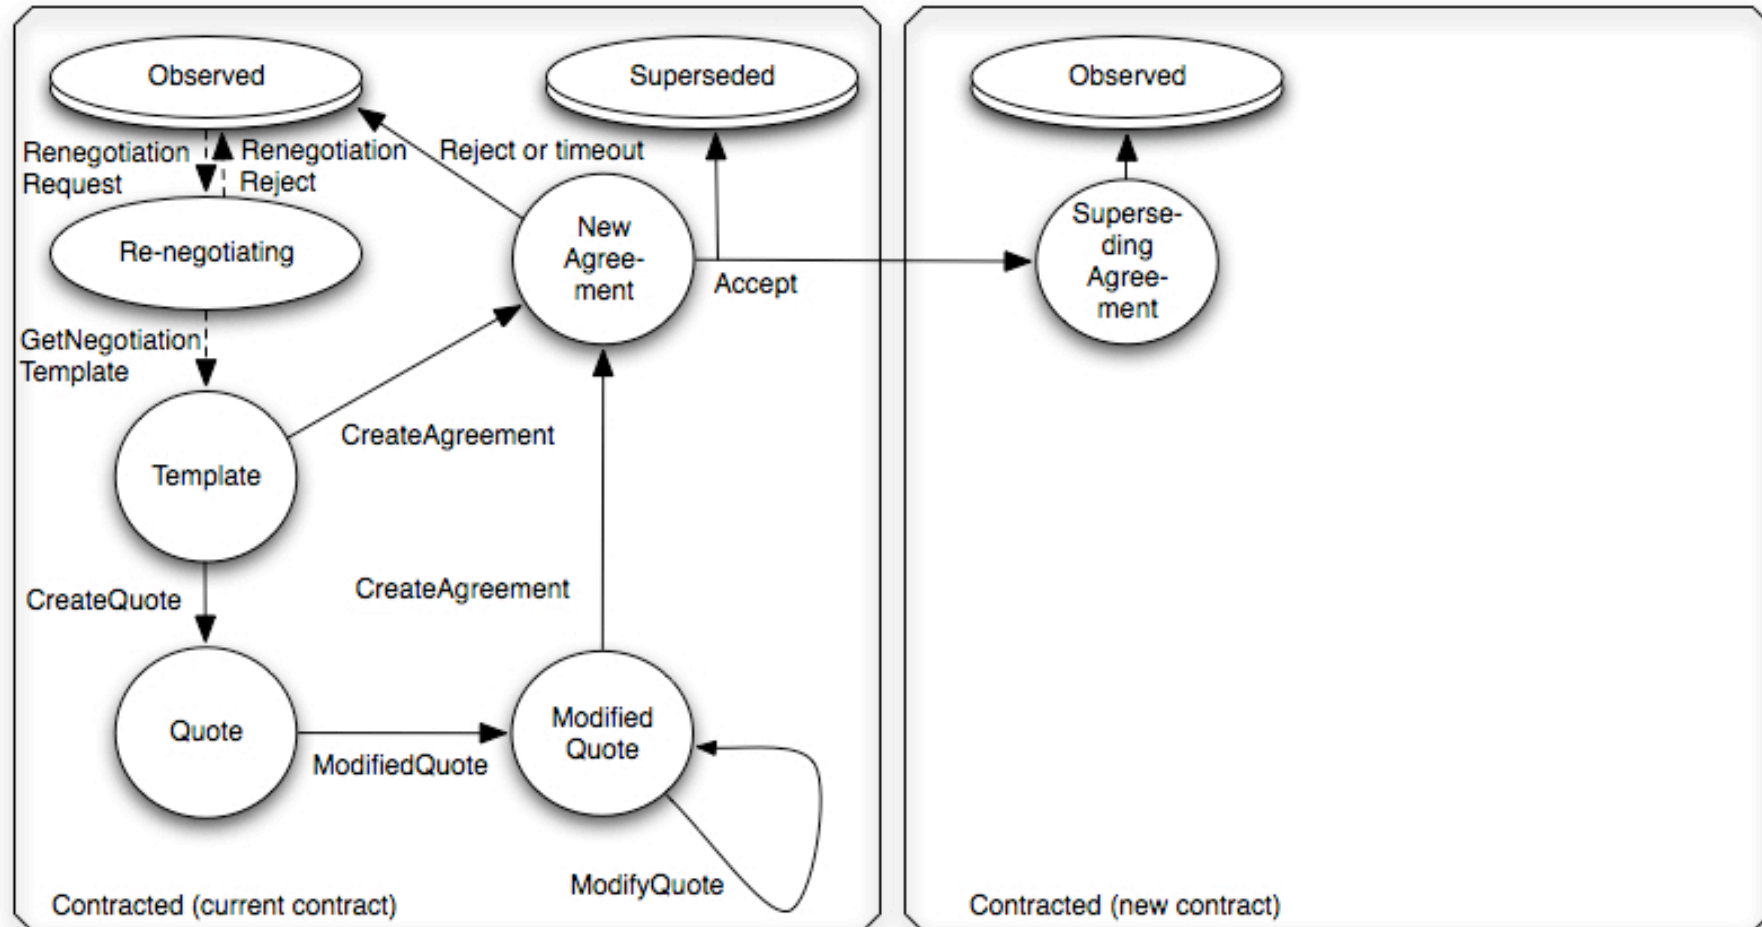 Observed
Superseded
Observed
Renegotiation
Request
Renegotiation
Reject
Reject or timeout
Re-negotiating
New
Agree-
ment
Accept
Superse-
ding
Agree-
ment
GetNegotiation
Template
CreateAgreement
Template
CreateQuote
CreateAgreement
Quote
ModifiedQuote
Modified
Quote
ModifyQuote
Contracted (current contract)
Contracted (new contract)